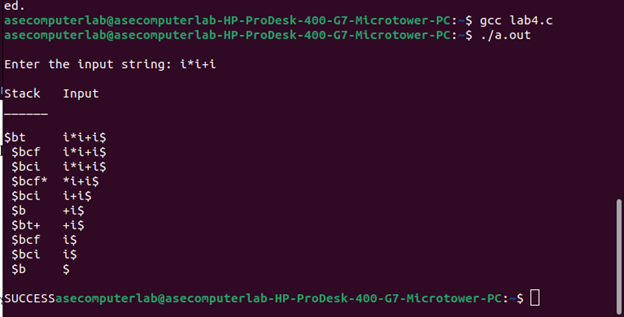 ed.
asecomputerlab@asecomputerlab-HP-ProDesk-400-G7-Microtower-PC:~$ gcc lab4.c
asecomputerlab@asecomputerlab-HP-ProDesk-400-G7-Microtower-PC:~$ ./a.out
Enter the input string: i*i+i
Stack   Input
______
$bt     i*i+i$
 $bcf   i*i+i$
 $bci   i*i+i$
 $bcf*  *i+i$
 $bci   i+i$
 $b     +i$
 $bt+   +i$
 $bcf   i$
 $bci   i$
 $b     $
SUCCESSasecomputerlab@asecomputerlab-HP-ProDesk-400-G7-Microtower-PC:~$